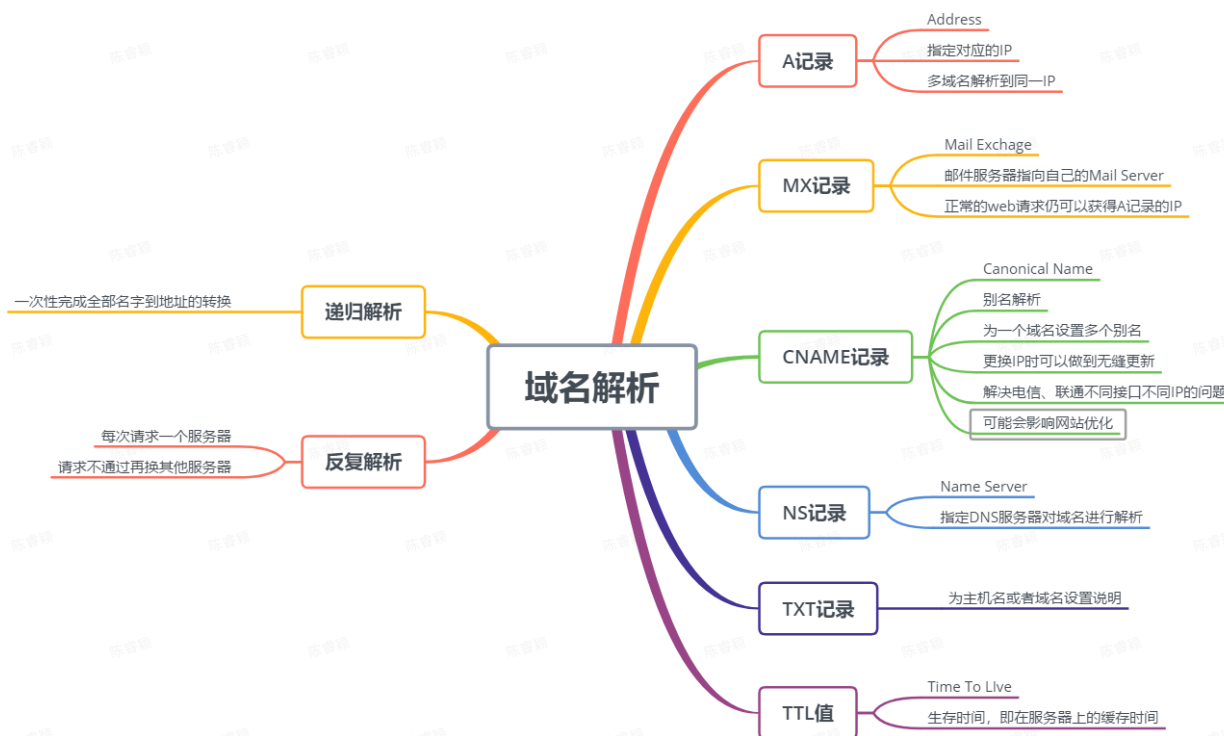 域名解析
A记录
Address
指定对应的IP
多域名解析到同一IP
MX记录
Mail Exchage
邮件服务器指向自己的Mail Server
正常的web请求仍可以获得A记录的IP
CNAME记录
Canonical Name
别名解析
为一个域名设置多个别名
更换IP时可以做到无缝更新
解决电信、联通不同接口不同IP的问题
可能会影响网站优化
NS记录
Name Server
指定DNS服务器对域名进行解析
TXT记录
为主机名或者域名设置说明
TTL值
Time To LIve
生存时间，即在服务器上的缓存时间
递归解析
一次性完成全部名字到地址的转换
反复解析
每次请求一个服务器
请求不通过再换其他服务器
陈睿颖